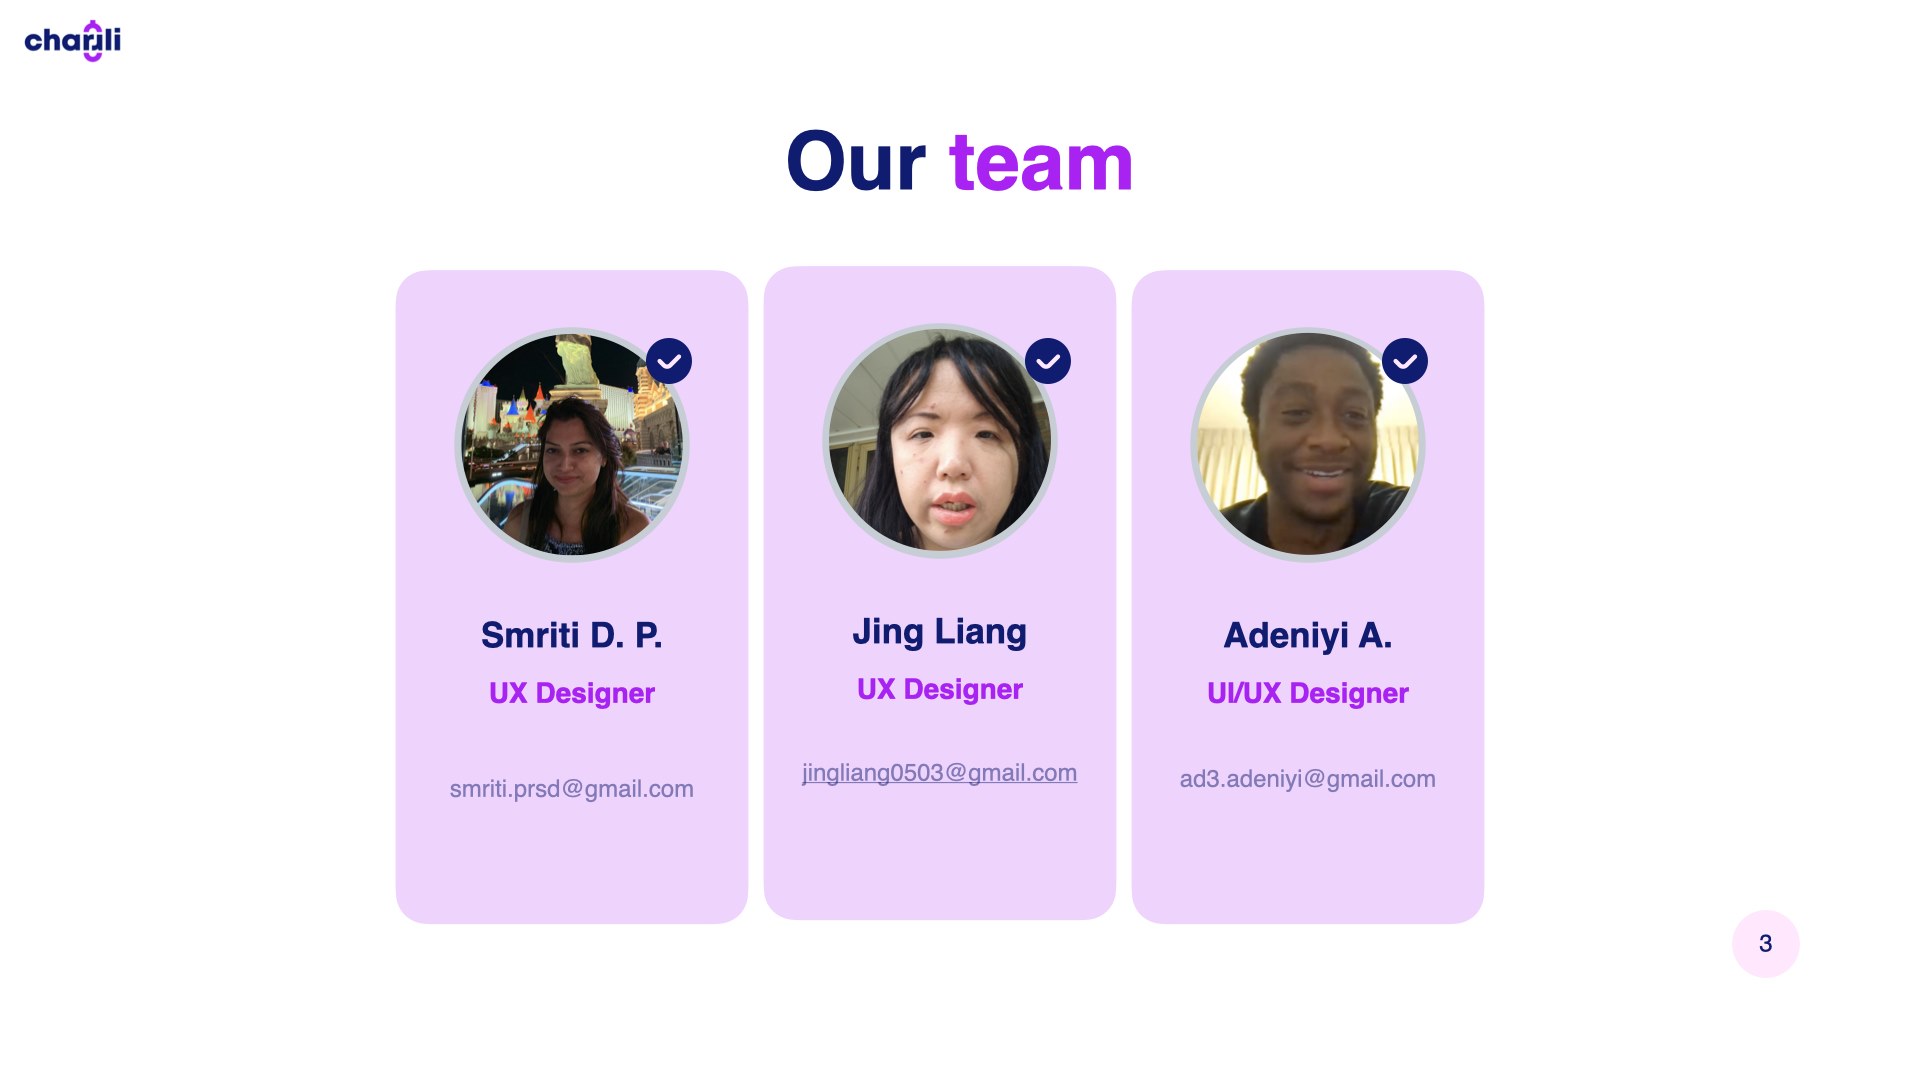 Our team
Smriti D. P.
UX Designer
smriti.prsd@gmail.com
Jing Liang
UX Designer
jingliang0503@gmail.com
Adeniyi A.
UI/UX Designer
ad3.adeniyi@gmail.com
3